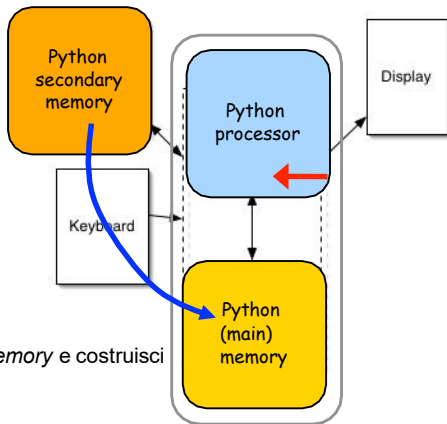 Python
secondary
memory
Python
processor
Display
Keyboard
Python
(main)
memory
emory e costruisci